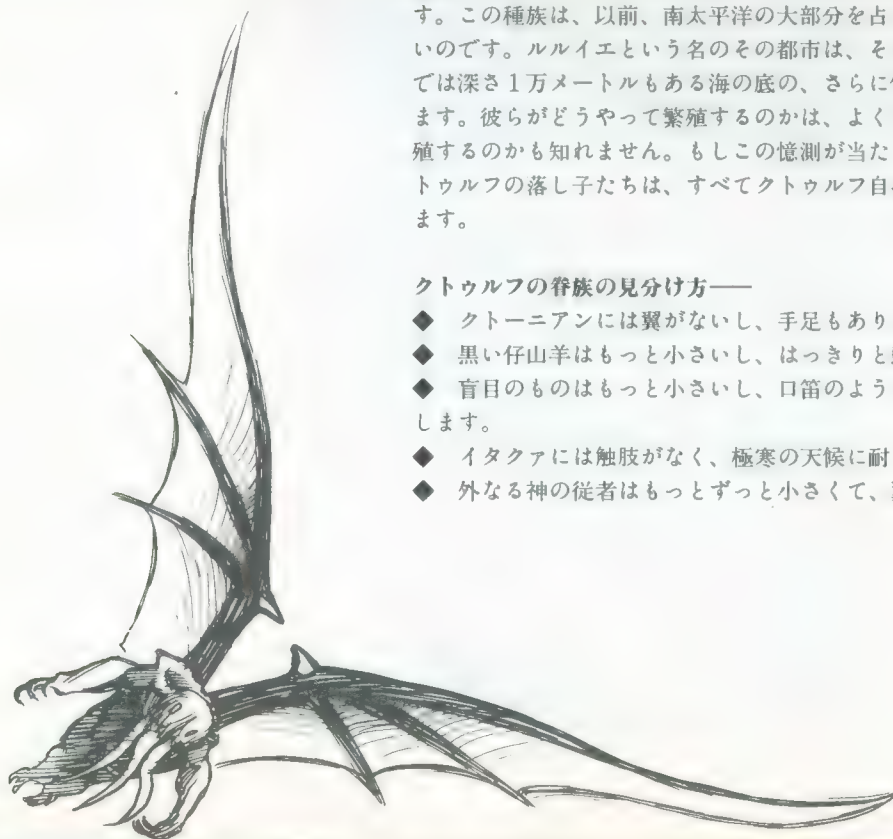 す。この種族は、以前、南太平洋の大部分を占
いのです。ルルイエという名のその都市は、そ
では深さ1万メートルもある海の底の、さらに
ます。彼らがどうやって繁殖するのかは、よく
殖するのかも知れません。もしこの憶測が当た
トゥルフの落し子たちは、すべてクトゥルフ自
ます。
クトゥルフの眷族の見分け方──
◆ クトーニアンには翼がないし、手足もあり
◆ 黒い仔山羊はもっと小さいし、はっきりと
◆ 盲目のものはもっと小さいし、口笛のよう
します。
◆ イタクァには触肢がなく、極寒の天候に耐
◆ 外なる神の従者はもっとずっと小さくて、